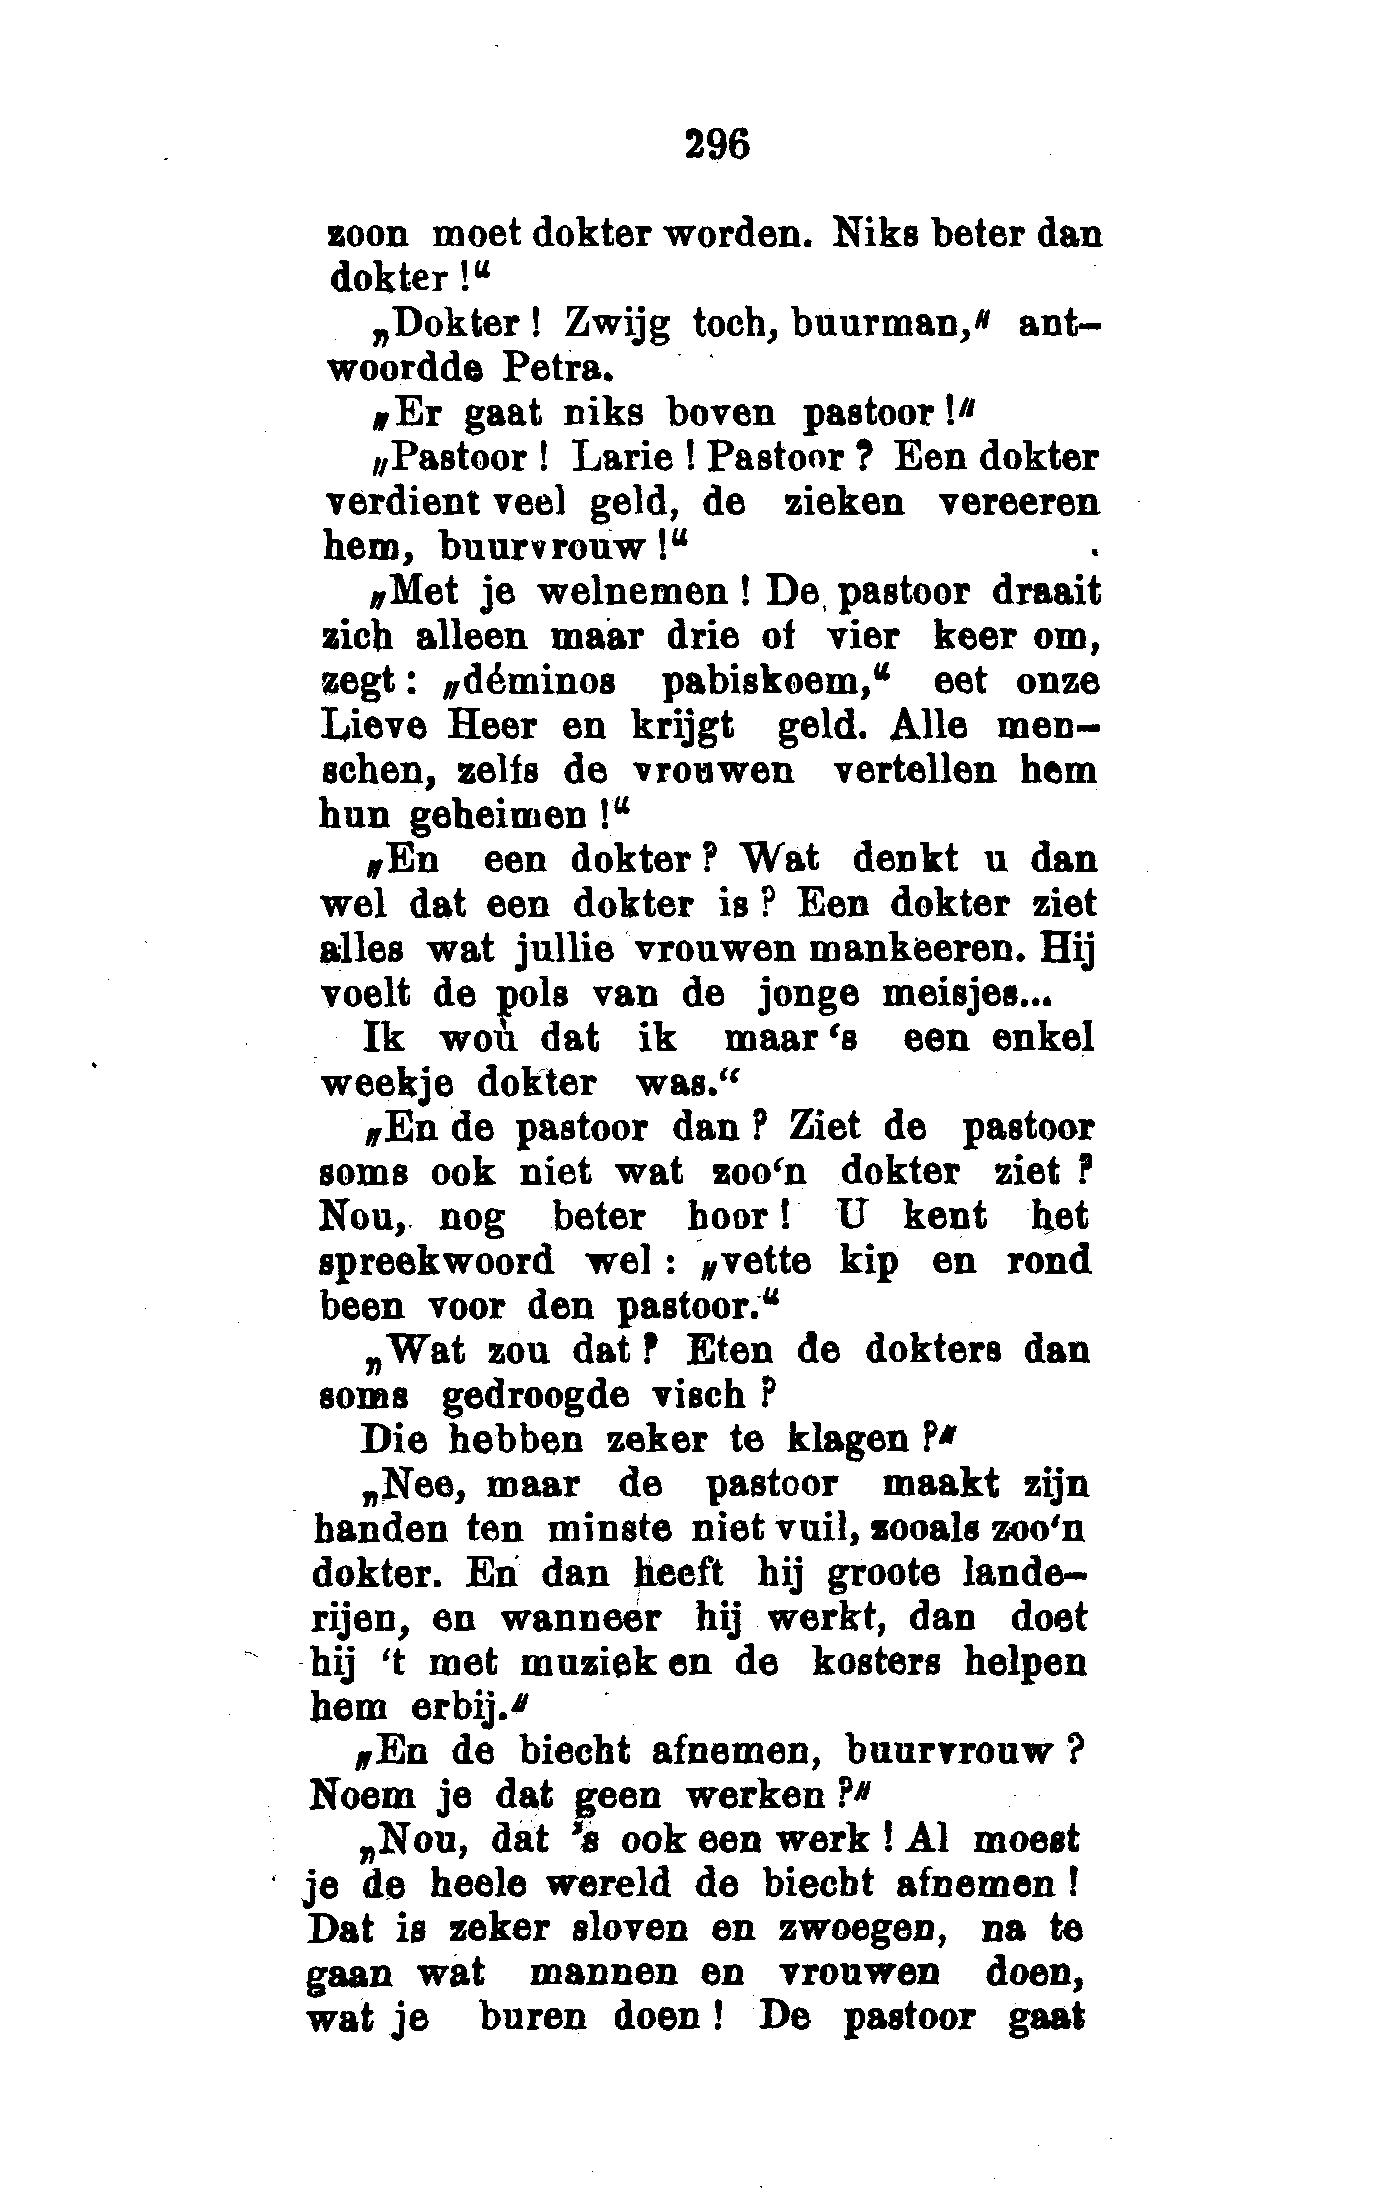 296
zoon moet dokter worden. Niks beter dan
dokter !“
„Dokter ! Zwijg toch, buurman,“ ant-
woordde Petra.
„Er gaat niks boven pastoor !“
„Pastoor ! Larie ! Pastoor ? Een dokter
verdient veel geld, de zieken vereeren
hem, buurvrouw !“
„Met je welnemen ! De pastoor draait
zich alleen maar drie of vier keer om,
zegt : „déminos pabiskoem,“ eet onze
Lieve Heer en krijgt geld. Alle men-
schen, zelfs de vrouwen vertellen hem
hun geheimen !“
„En een dokter ? Wat denkt u dan
wel dat een dokter is ? Een dokter ziet
alles wat jullie vrouwen mankeeren. Hij
voelt de pols van de jonge meisjes...
Ik wou dat ik maar ‘s een enkel
weekje dokter was.“
„En de pastoor dan ? Ziet de pastoor
soms ook niet wat zoo‘n dokter ziet ?
Nou, nog beter hoor ! U kent het
spreekwoord wel : „vette kip en rond
been voor den pastoor.“
„Wat zou dat ? Eten de dokters dan
soms gedroogde visch ?
Die hebben zeker te klagen ?“
„Nee, maar de pastoor maakt zijn
handen ten minste niet vuil, zooals zoo‘n
dokter. En dan heeft hij groote lande-
rijen, en wanneer hij werkt, dan doet
hij ‘t met muziek en de kosters helpen
hem erbij.“
„En de biecht afnemen, buurvrouw ?
Noem je dat geen werken ?“
„Nou, dat ’s ook een werk ! Al moest
je de heele wereld de biecht afnemen !
Dat is zeker sloven en zwoegen, na te
gaan wat mannen en vrouwen doen,
wat je buren doen ! De pastoor gaat